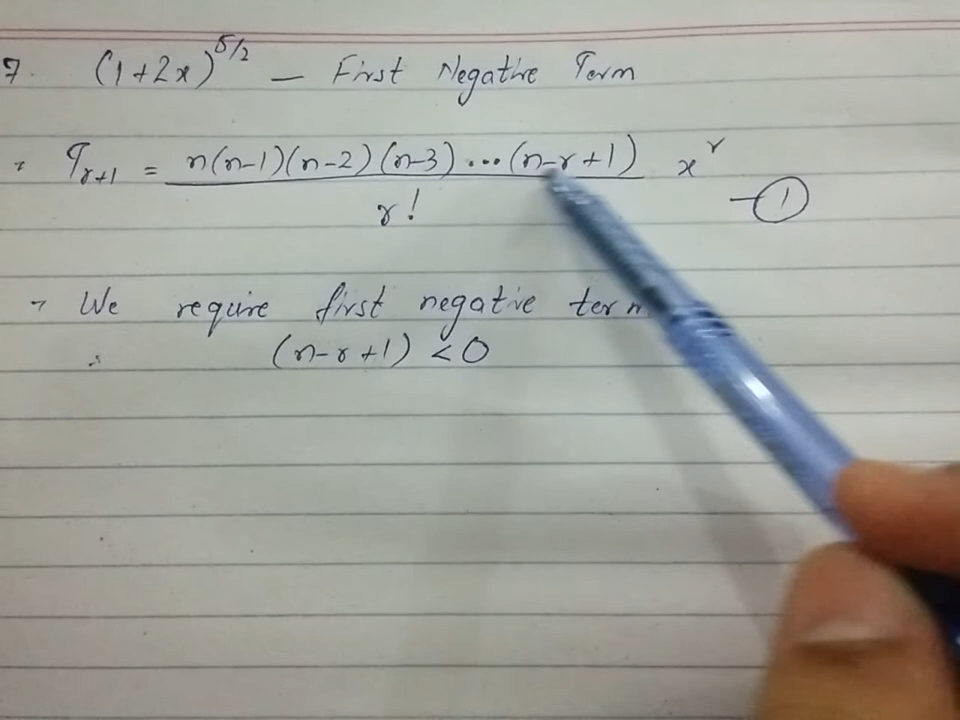 7. (1+2x)^5/2 — First Negative Term
∴ T_{r+1} = n(n-1)(n-2)(n-3)...(n-r+1) / r! x^r —①
→ We require first negative term
∴ (n-r+1) < 0